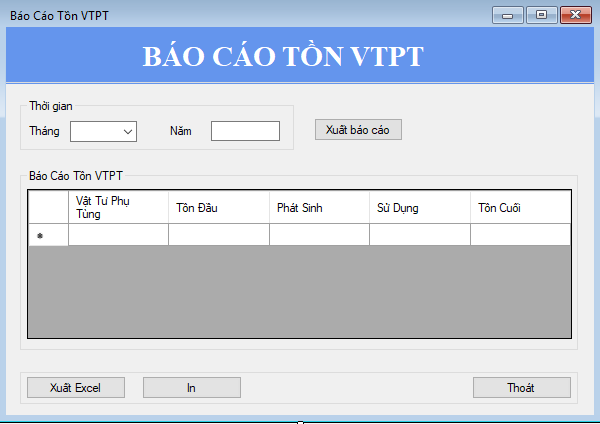 Báo Cáo Tồn VTPT
BÁO CÁO TỒN VTPT
Thời gian
Tháng
Năm
Xuất báo cáo
Báo Cáo Tồn VTPT
Vật Tư Phụ
Tùng
Tồn Đầu
Phát Sinh
Sử Dụng
Tồn Cuối
Xuất Excel
In
Thoát